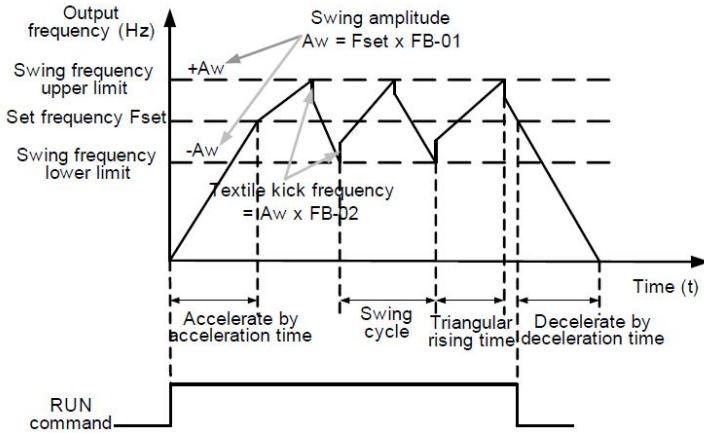 Output
frequency (Hz)
Swing amplitude
Aw = Fset x FB-01
Swing frequency
upper limit
+Aw
Set frequency Fset
Swing frequency
lower limit
-Aw
Textile kick frequency
= Aw x FB-02
Time (t)
Accelerate by
acceleration time
Swing
cycle
Triangular
rising time
Decelerate by
deceleration time
RUN
command